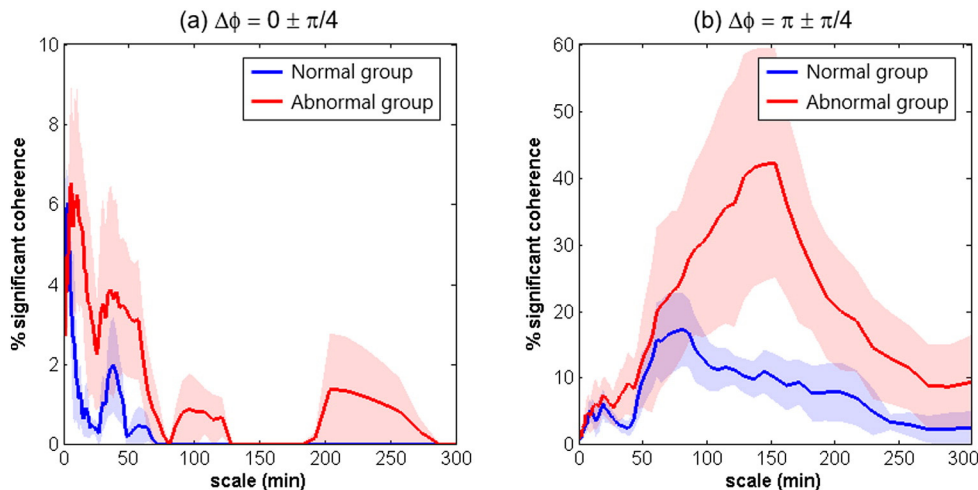 (a) Δϕ = 0 ± π/4
10
8
6
4
2
0
% significant coherence
Normal group
Abnormal group
0 50 100 150 200 250 300
scale (min)
(b) Δϕ = π ± π/4
60
50
40
30
20
10
0
% significant coherence
Normal group
Abnormal group
50 100 150 200 250 300
scale (min)